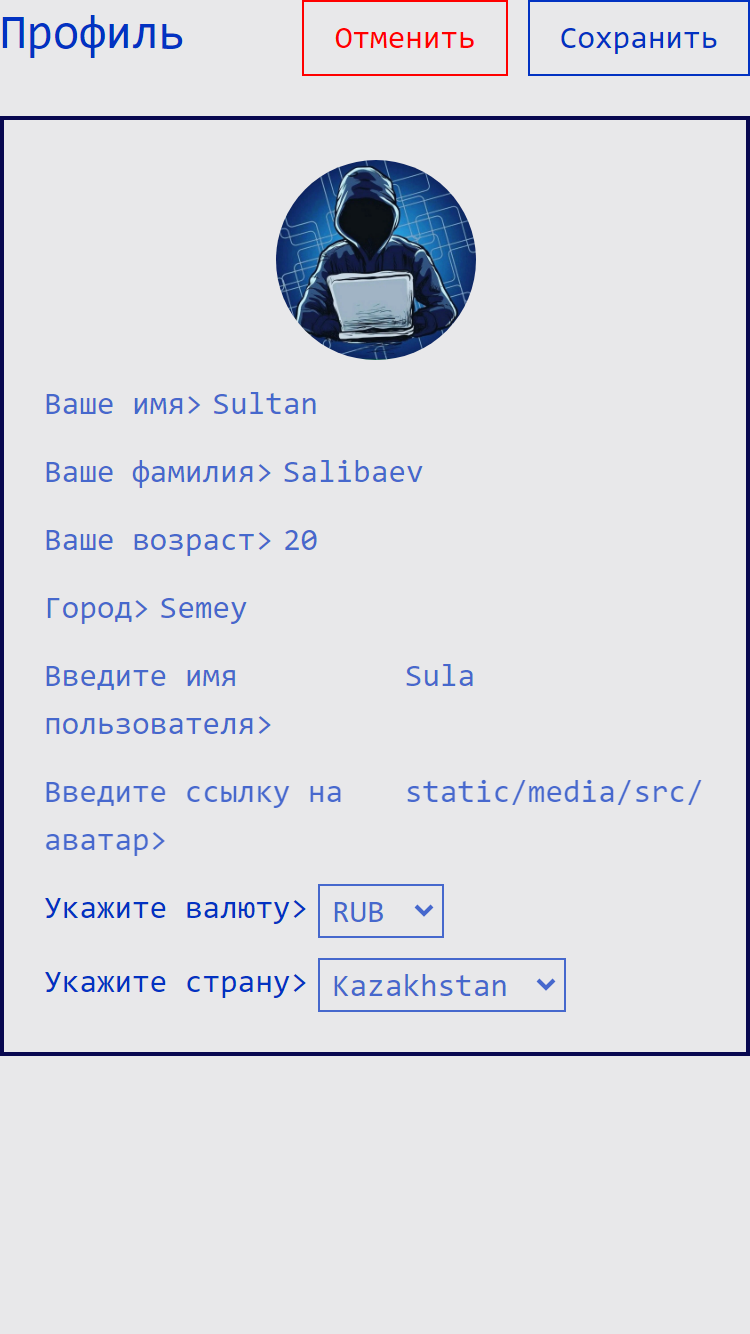 Профиль
Отменить
Сохранить
Ваше имя> Sultan
Ваше фамилия> Salibaev
Ваше возраст> 20
Город> Semey
Введите имя
пользователя>
Sula
Введите ссылку на
аватар>
static/media/src/
Укажите валюту> RUB
Укажите страну> Kazakhstan